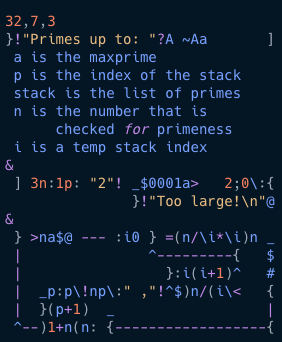 32,7,3
}!"Primes up to: "?A ~Aa      ]
 a is the maxprime
 p is the index of the stack
 stack is the list of primes
 n is the number that is
      checked for primeness
 i is a temp stack index
&
 ] 3n:1p: "2"! _$0001a>   2;0\:{
                }!"Too large!\n"@
&
 } >na$@ --- :i0 } =(n/\i*\i)n _
 |                ^---------{  $
 |                  }:i(i+1)^  #
 |  _p:p\!np\:" ,"!^$)n/(i\<   {
 |  }(p+1)  _                  |
 ^--)1+n(n: {------------------{